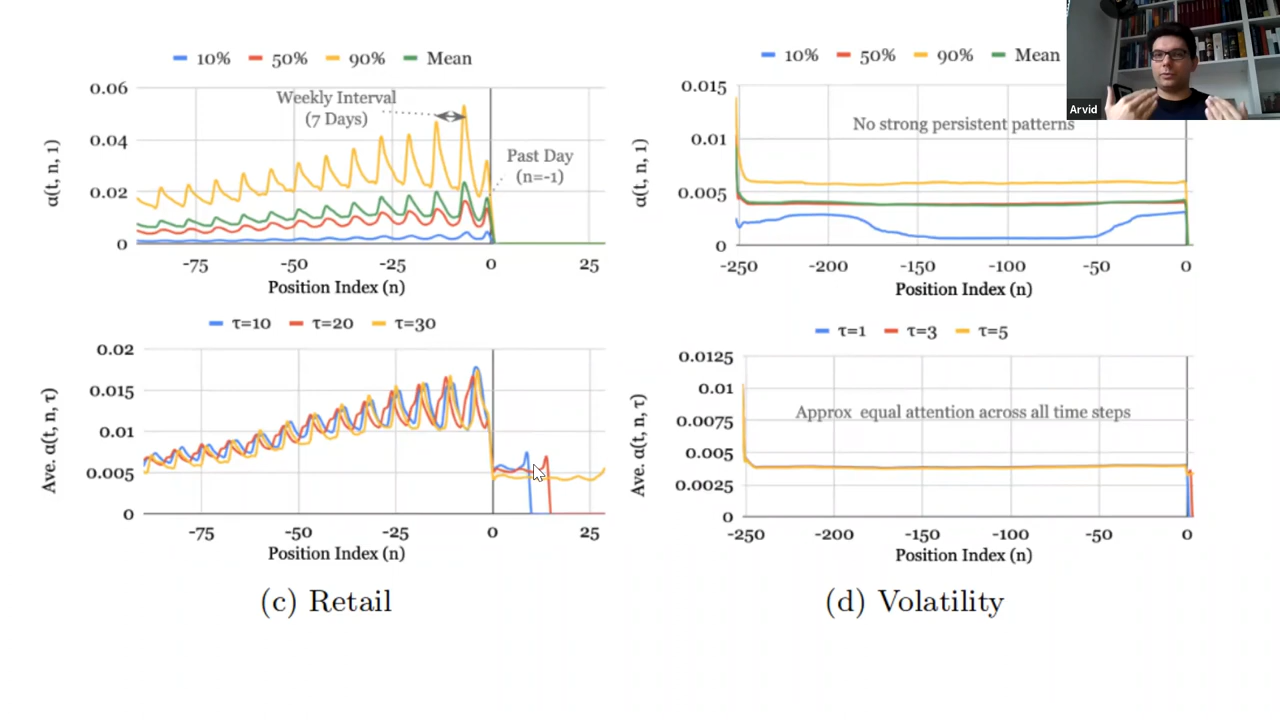 10% 50% 90% Mean
0.06
0.04
0.02
0
α(t, n, 1)
Weekly Interval
(7 Days)
Past Day
(n=-1)
-75 -50 -25 0 25
Position Index (n)
10% 50% 90% Mean
0.015
0.01
0.005
0
α(t, n, 1)
No strong persistent patterns
-250 -200 -150 -100 -50 0
Position Index (n)
Arvid
τ=10 τ=20 τ=30
0.02
0.015
0.01
0.005
0
Ave. α(t, n, τ)
-75 -50 -25 0 25
Position Index (n)
τ=1 τ=3 τ=5
0.0125
0.01
0.0075
0.005
0.0025
0
Ave. α(t, n, τ)
Approx equal attention across all time steps
-250 -200 -150 -100 -50 0
Position Index (n)
(c) Retail
(d) Volatility